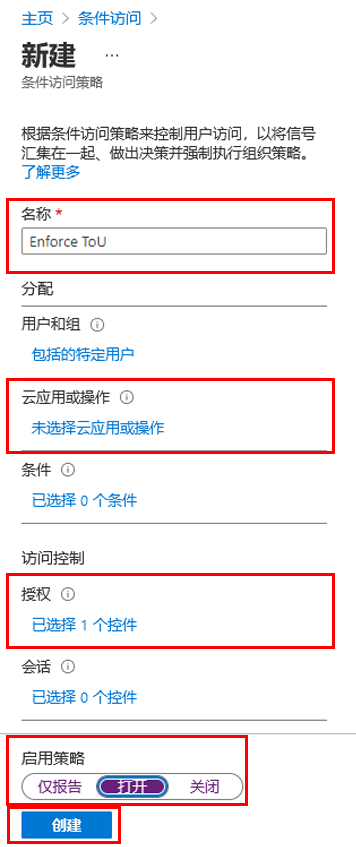 主页 > 条件访问 >
新建 ...
条件访问策略
根据条件访问策略来控制用户访问，以将信号
汇集在一起、做出决策并强制执行组织策略。
了解更多
名称 *
Enforce ToU
分配
用户和组
包括的特定用户
云应用或操作
未选择云应用或操作
条件
已选择 0 个条件
访问控制
授权
已选择 1 个控件
会话
已选择 0 个控件
启用策略
仅报告 打开 关闭
创建